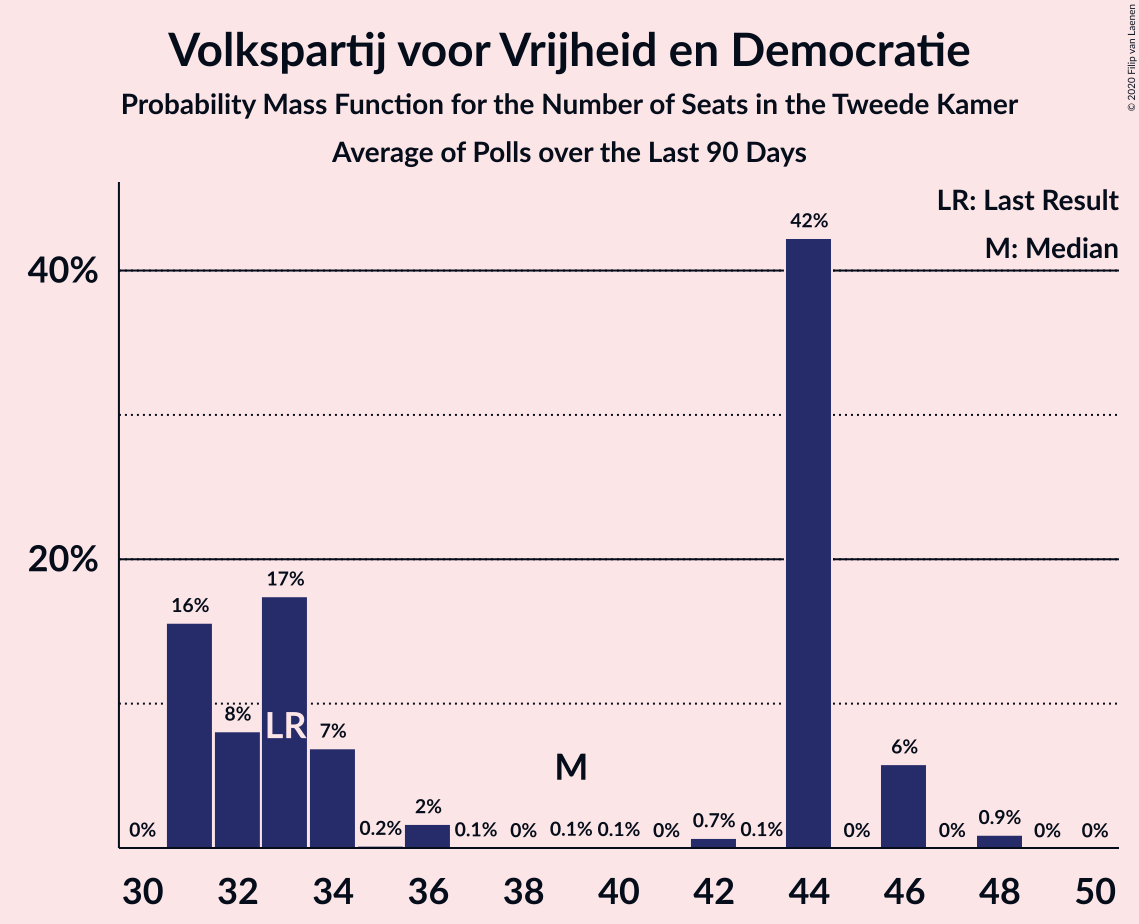 Volkspartij voor Vrijheid en Democratie
Probability Mass Function for the Number of Seats in the Tweede Kamer
Average of Polls over the Last 90 Days
© 2020 Filip van Laenen
LR: Last Result
M: Median
40%
20%
0%
16%
8%
17%
LR
7%
0.2%
2%
0.1%
0%
M
0.1%
0.1%
0%
0.7%
0.1%
42%
0%
6%
0%
0.9%
0%
0%
30 32 34 36 38 40 42 44 46 48 50